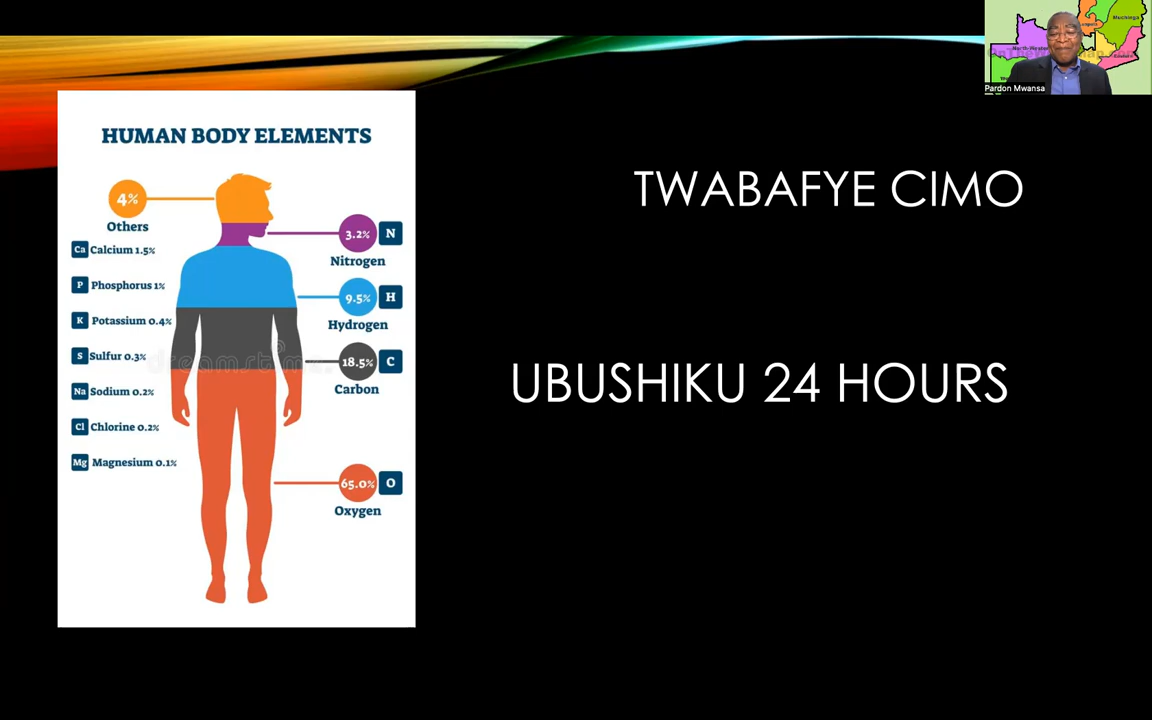 HUMAN BODY ELEMENTS
4%
Others
Ca Calcium 1.5%
P Phosphorus 1%
K Potassium 0.4%
S Sulfur 0.3%
Na Sodium 0.2%
Cl Chlorine 0.2%
Mg Magnesium 0.1%
3.2% N
Nitrogen
9.5% H
Hydrogen
18.5% C
Carbon
65.0% O
Oxygen
TWABAFYE CIMO
UBUSHIKU 24 HOURS
Muchinga
Pardon Mwansa